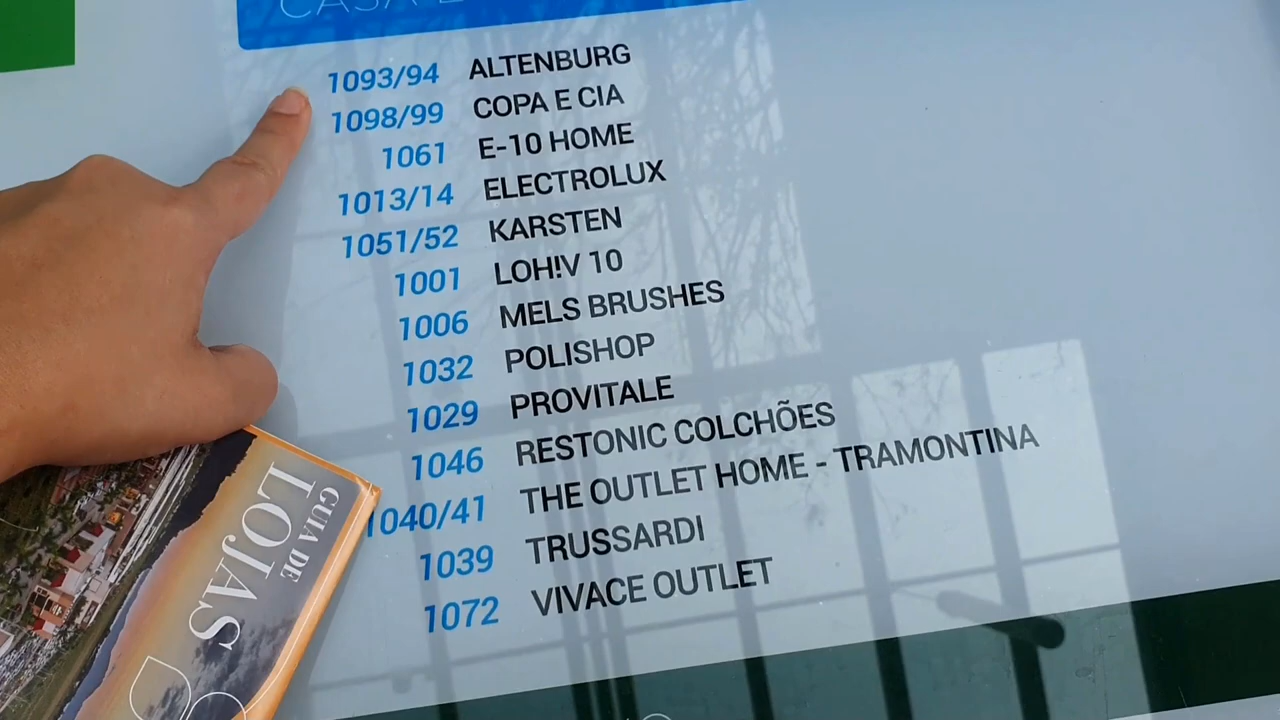 CASA
1093/94 ALTENBURG
1098/99 COPA E CIA
1061 E-10 HOME
1013/14 ELECTROLUX
1051/52 KARSTEN
1001 LOH!V 10
1006 MELS BRUSHES
1032 POLISHOP
1029 PROVITALE
1046 RESTONIC COLCHÕES
1040/41 THE OUTLET HOME - TRAMONTINA
1039 TRUSSARDI
1072 VIVACE OUTLET
GUIA DE
LOJAS